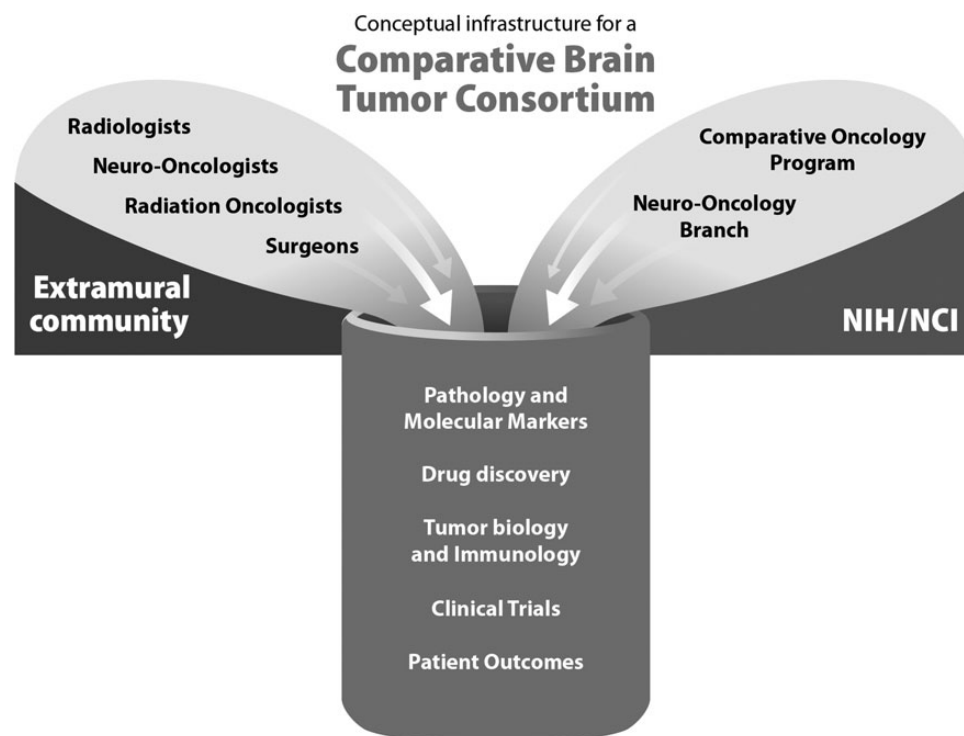 Conceptual infrastructure for a
Comparative Brain
Tumor Consortium
Radiologists
Neuro-Oncologists
Radiation Oncologists
Surgeons
Extramural
community
Comparative Oncology
Program
Neuro-Oncology
Branch
NIH/NCI
Pathology and
Molecular Markers
Drug discovery
Tumor biology
and Immunology
Clinical Trials
Patient Outcomes